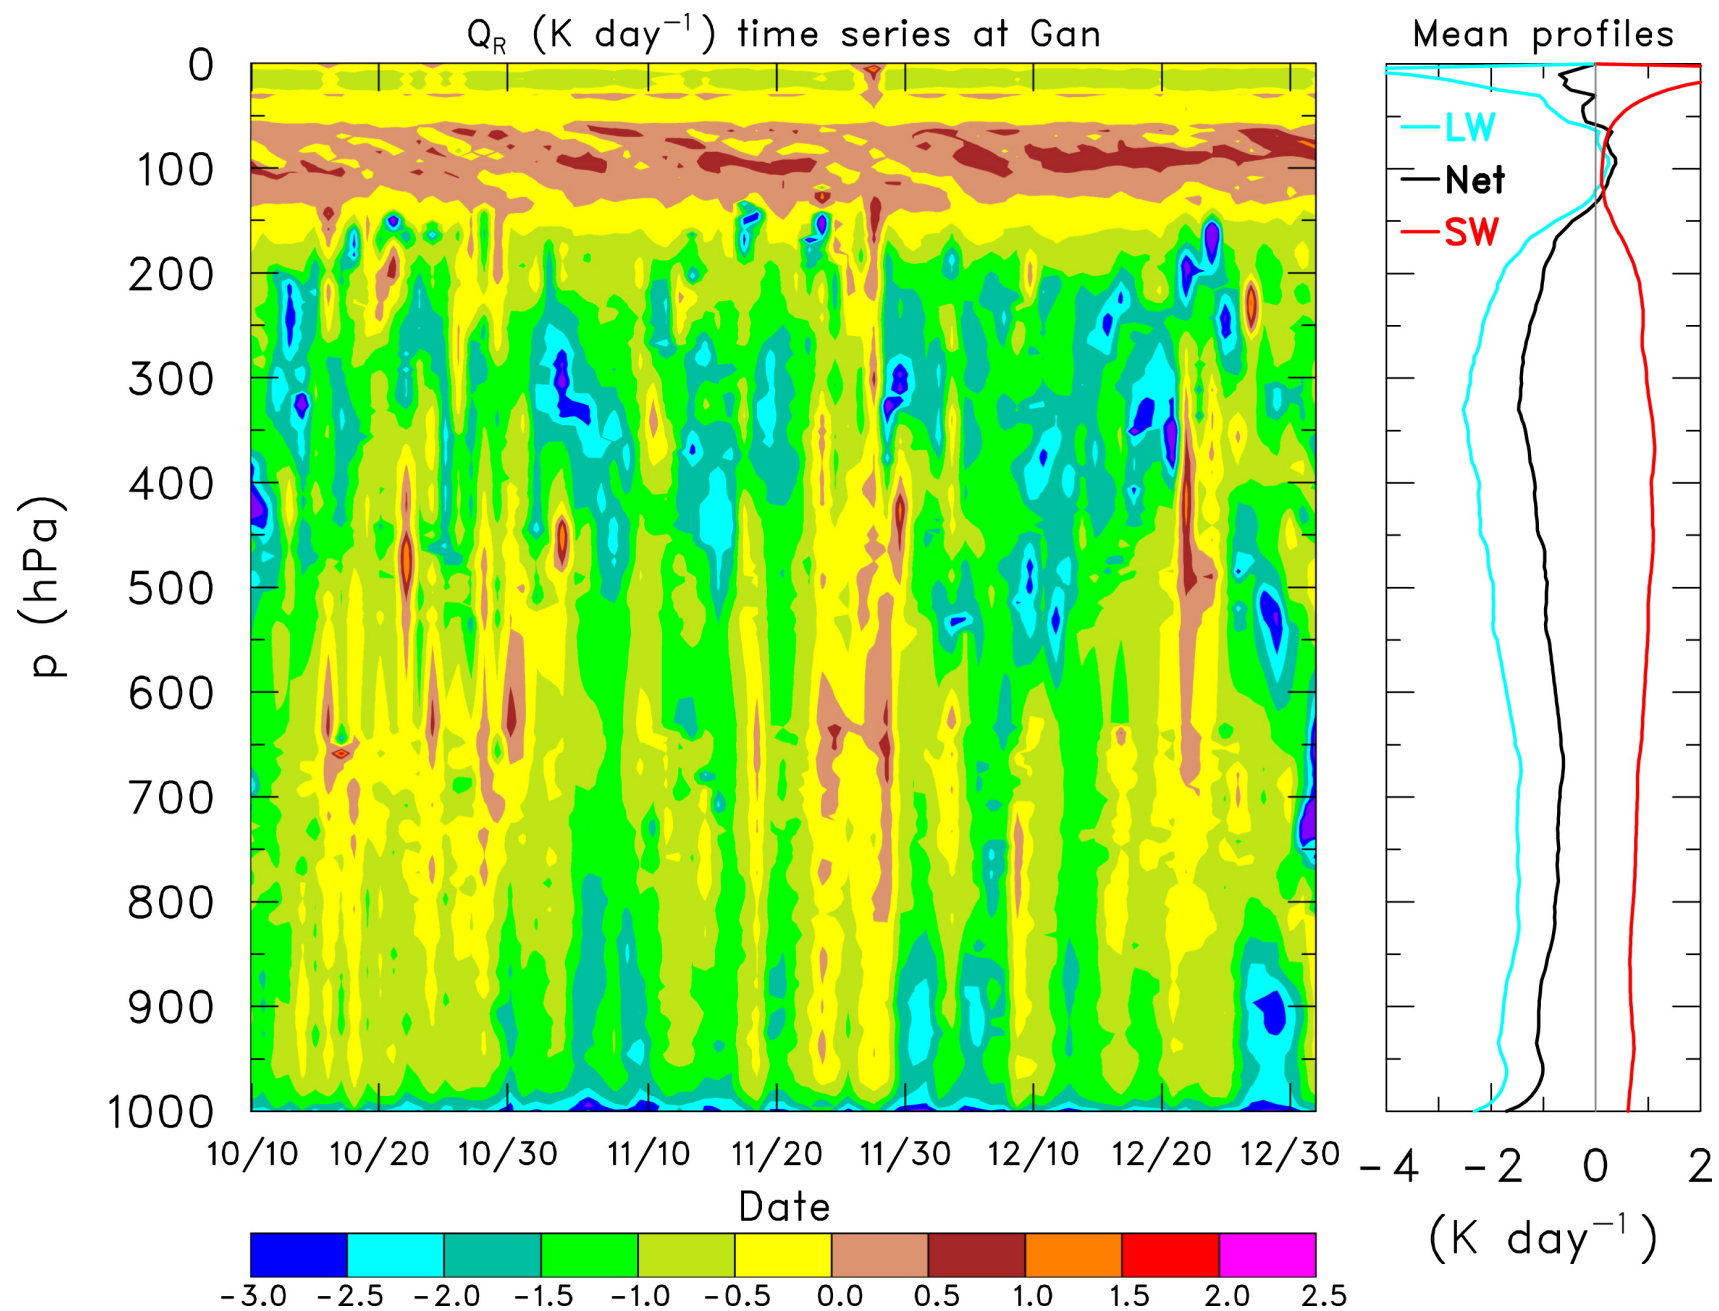 Q_R (K day⁻¹) time series at Gan
Mean profiles
0
100
200
300
400
500
600
700
800
900
1000
p (hPa)
LW
Net
SW
10/10 10/20 10/30 11/10 11/20 11/30 12/10 12/20 12/30
Date
-4 -2 0 2
(K day⁻¹)
-3.0 -2.5 -2.0 -1.5 -1.0 -0.5 0.0 0.5 1.0 1.5 2.0 2.5